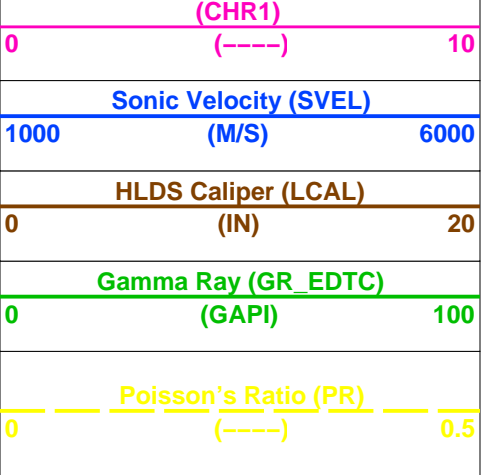 (CHR1)
0 (----) 10
Sonic Velocity (SVEL)
1000 (M/S) 6000
HLDS Caliper (LCAL)
0 (IN) 20
Gamma Ray (GR_EDTC)
0 (GAPI) 100
Poisson's Ratio (PR)
0 (----) 0.5